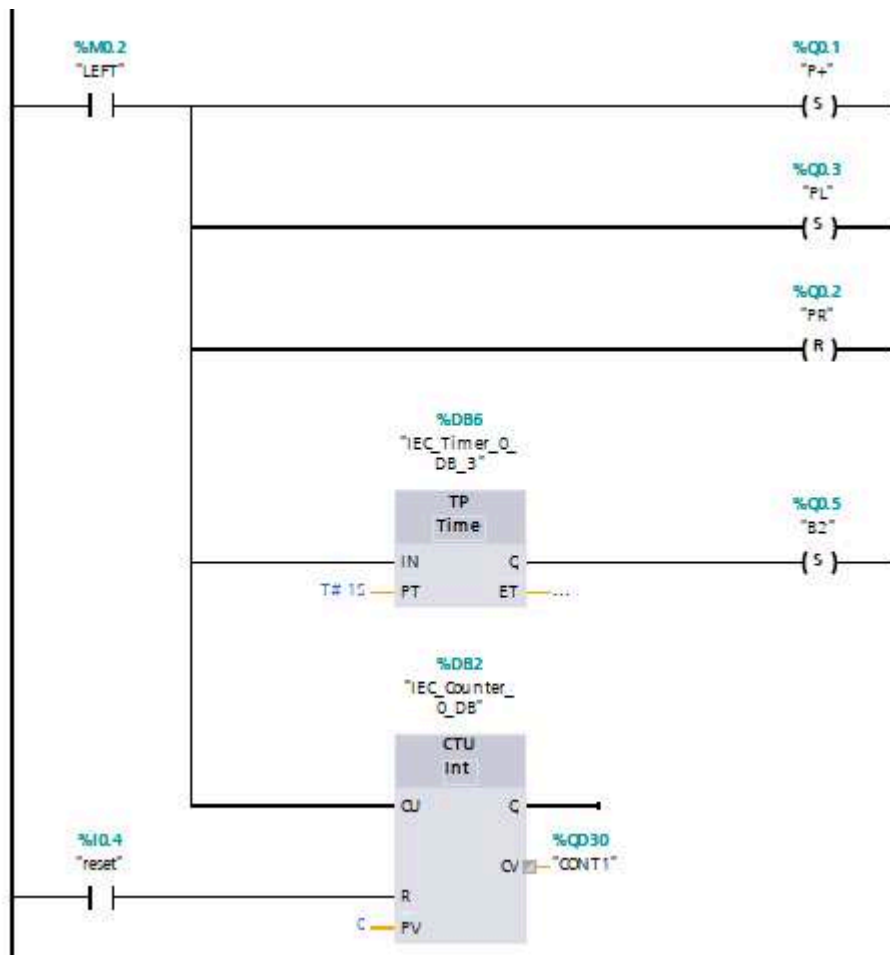 %M0.2
"LEFT"
%Q0.1
"P+"
( S )
%Q0.3
"PL"
( S )
%Q0.2
"PR"
( R )
%DB6
"IEC_Timer_0_
DB_3"
TP
Time
%Q0.5
"B2"
IN Q
( S )
T# 1S PT ET ...
%DB2
"IEC_Counter_
0_DB"
CTU
Int
CU Q
%I0.4
"reset"
%QD30
CV "CONT1"
R
PV